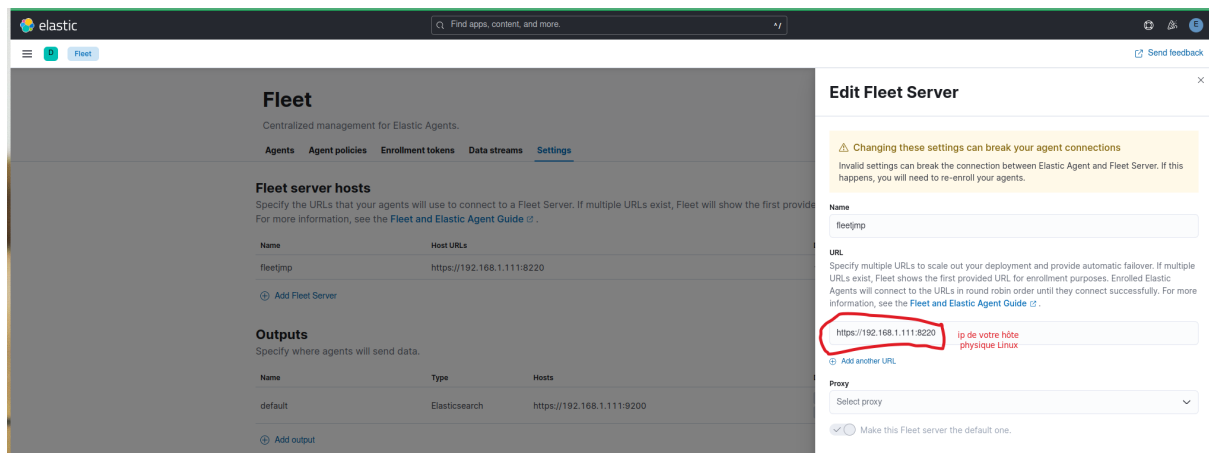 elastic
Find apps, content, and more.
^/
E
D
Fleet
Send feedback
Fleet
Centralized management for Elastic Agents.
Agents Agent policies Enrollment tokens Data streams Settings
Fleet server hosts
Specify the URLs that your agents will use to connect to a Fleet Server. If multiple URLs exist, Fleet will show the first provide
For more information, see the Fleet and Elastic Agent Guide .
Name Host URLs
fleetjmp https://192.168.1.111:8220
Add Fleet Server
Outputs
Specify where agents will send data.
Name Type Hosts
default Elasticsearch https://192.168.1.111:9200
Add output
Edit Fleet Server
Changing these settings can break your agent connections
Invalid settings can break the connection between Elastic Agent and Fleet Server. If this
happens, you will need to re-enroll your agents.
Name
fleetjmp
URL
Specify multiple URLs to scale out your deployment and provide automatic failover. If multiple
URLs exist, Fleet shows the first provided URL for enrollment purposes. Enrolled Elastic
Agents will connect to the URLs in round robin order until they connect successfully. For more
information, see the Fleet and Elastic Agent Guide .
https://192.168.1.111:8220
ip de votre hôte
physique Linux
Add another URL
Proxy
Select proxy
Make this Fleet server the default one.